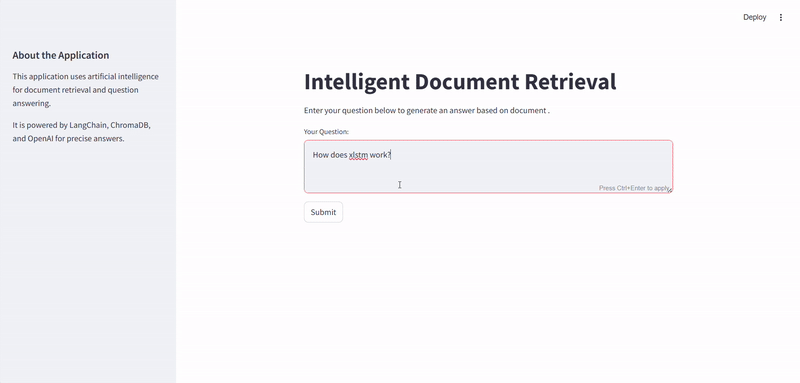 Deploy
About the Application
This application uses artificial intelligence
for document retrieval and question
answering.
It is powered by LangChain, ChromaDB,
and OpenAI for precise answers.
Intelligent Document Retrieval
Enter your question below to generate an answer based on document .
Your Question:
How does xlstm work?
Press Ctrl+Enter to apply
Submit